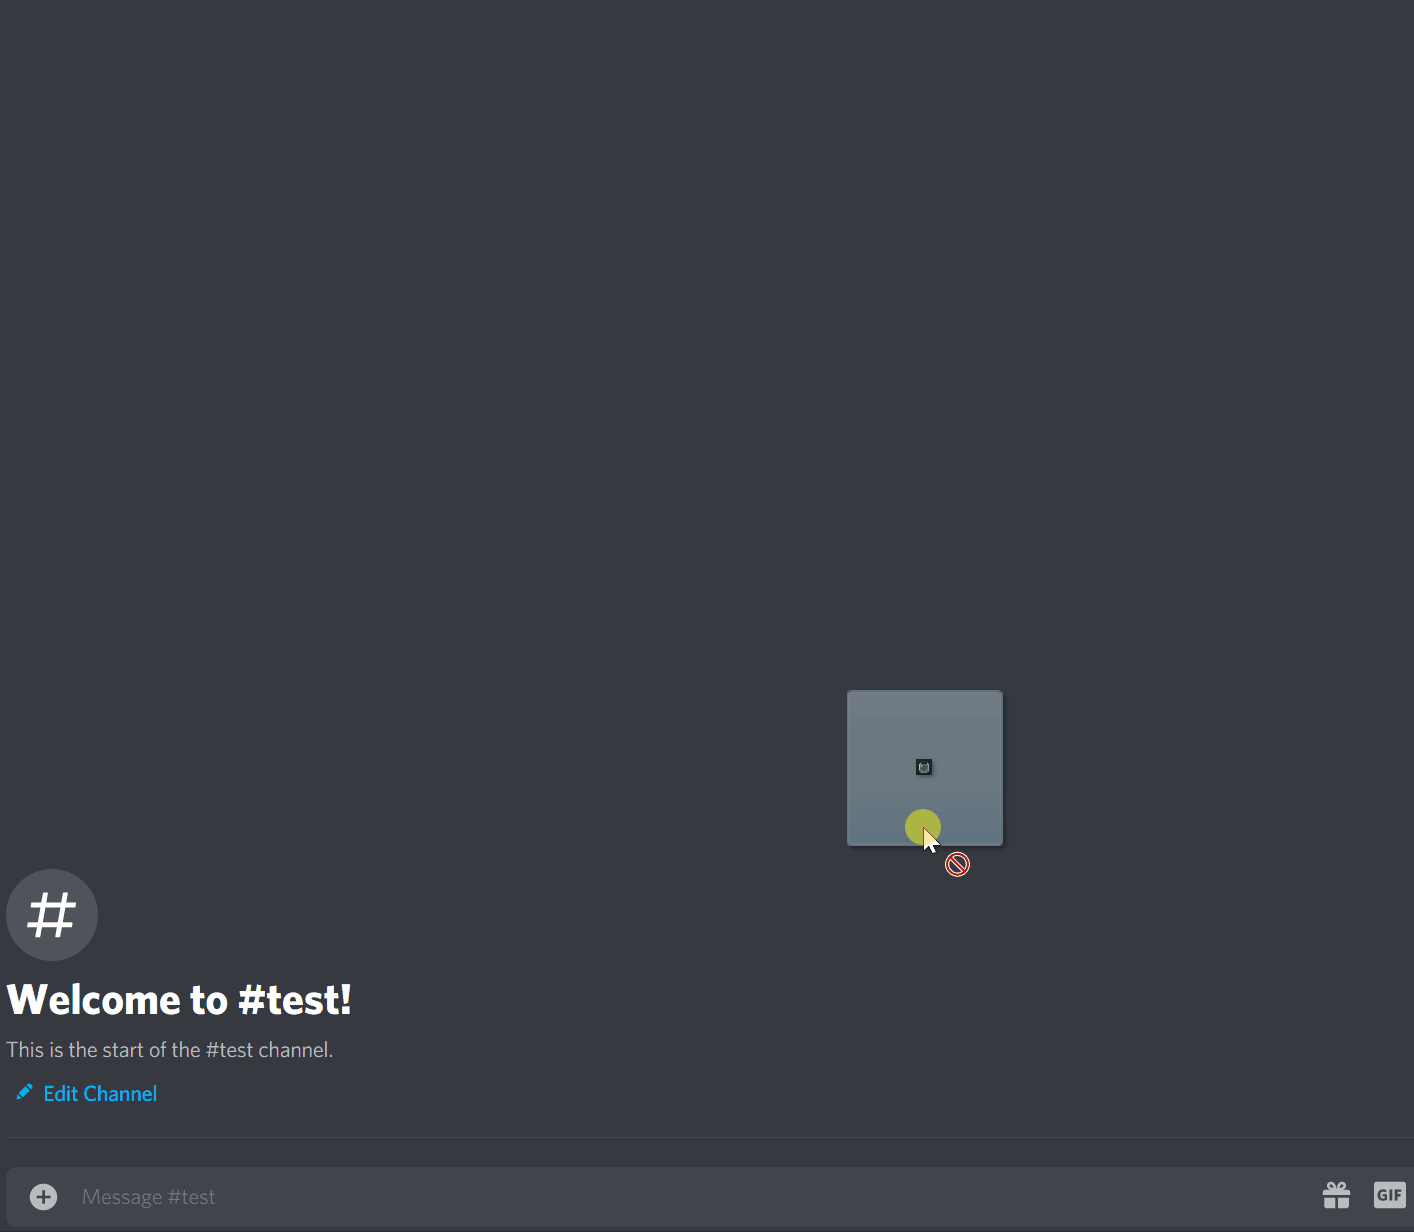 #
Welcome to #test!
This is the start of the #test channel.
Edit Channel
Message #test
GIF